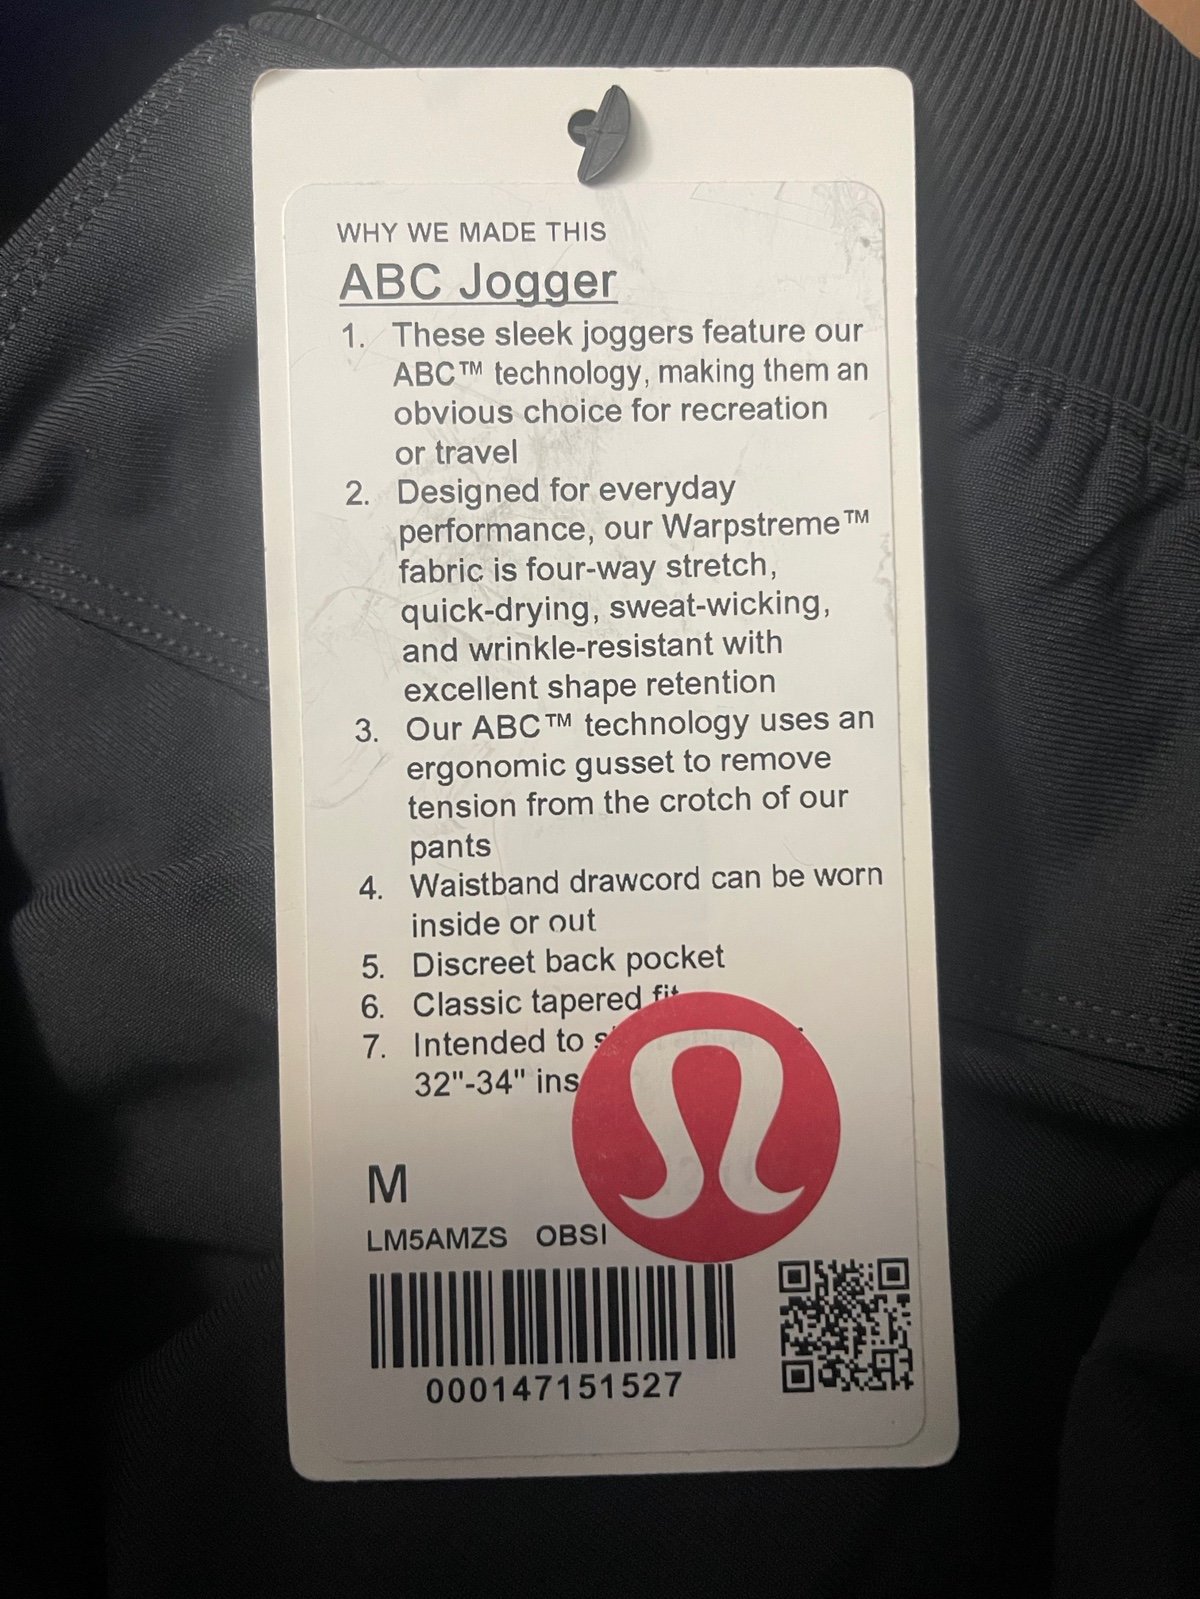 WHY WE MADE THIS
ABC Jogger
1. These sleek joggers feature our
ABC™ technology, making them an
obvious choice for recreation
or travel
2. Designed for everyday
performance, our Warpstreme™
fabric is four-way stretch,
quick-drying, sweat-wicking,
and wrinkle-resistant with
excellent shape retention
3. Our ABC™ technology uses an
ergonomic gusset to remove
tension from the crotch of our
pants
4. Waistband drawcord can be worn
inside or out
5. Discreet back pocket
6. Classic tapered fit
7. Intended to
32"-34"
M
LM5AMZS OBSI
000147151527